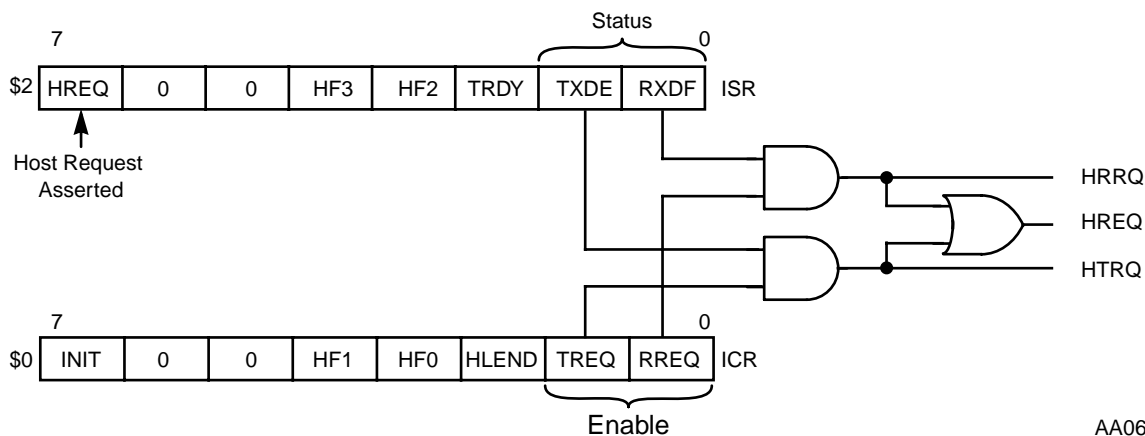 Status
7 0
$2 HREQ 0 0 HF3 HF2 TRDY TXDE RXDF ISR
Host Request
Asserted
HRRQ
HREQ
HTRQ
7 0
$0 INIT 0 0 HF1 HF0 HLEND TREQ RREQ ICR
Enable
AA06